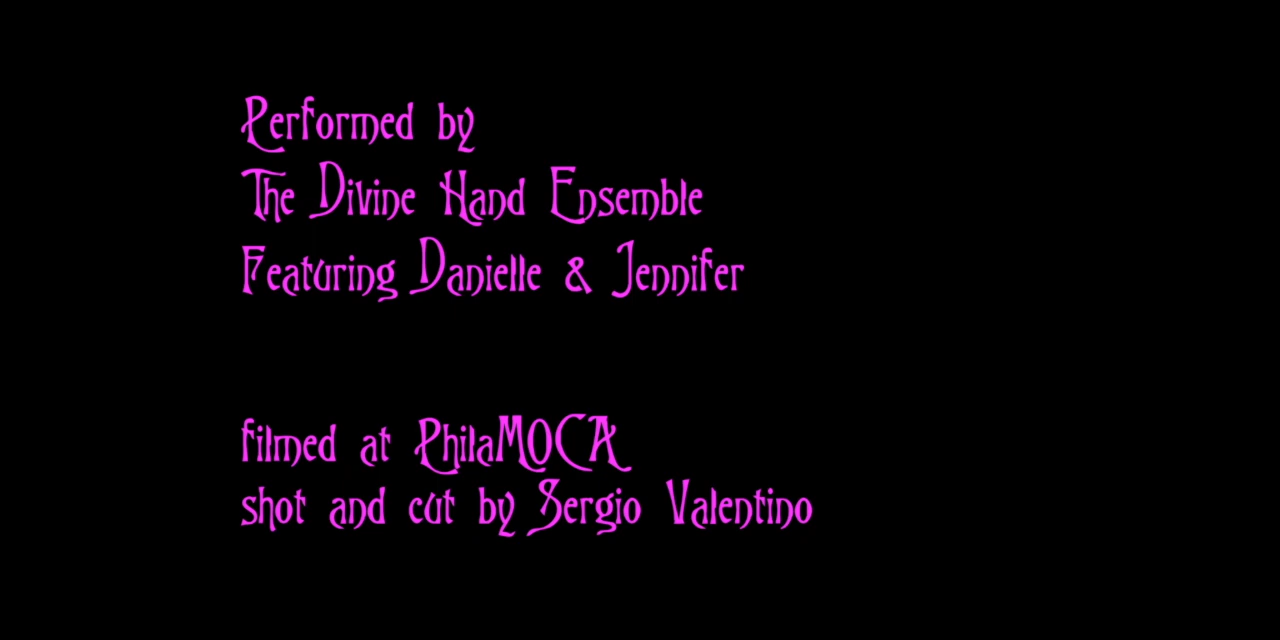 Performed by
The Divine Hand Ensemble
Featuring Danielle & Jennifer
filmed at PhilaMOCA
shot and cut by Sergio Valentino